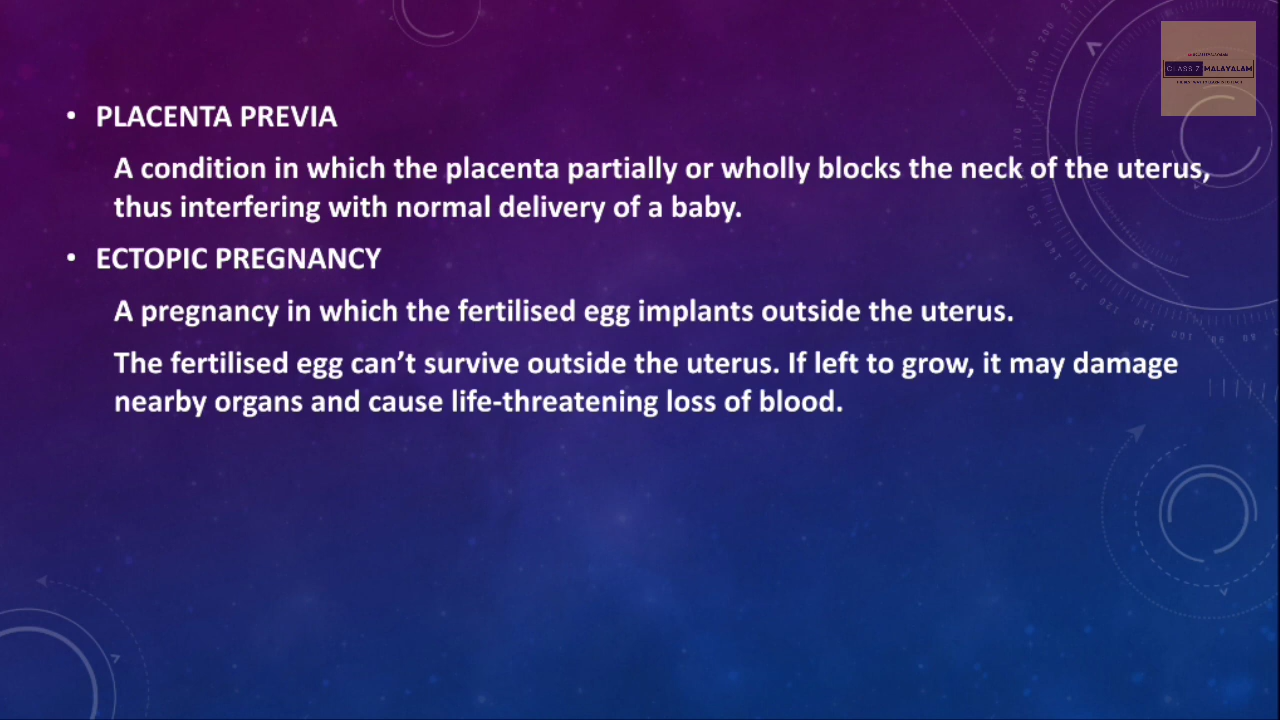 CLASS 7 MALAYALAM
• PLACENTA PREVIA
A condition in which the placenta partially or wholly blocks the neck of the uterus,
thus interfering with normal delivery of a baby.
• ECTOPIC PREGNANCY
A pregnancy in which the fertilised egg implants outside the uterus.
The fertilised egg can’t survive outside the uterus. If left to grow, it may damage
nearby organs and cause life-threatening loss of blood.